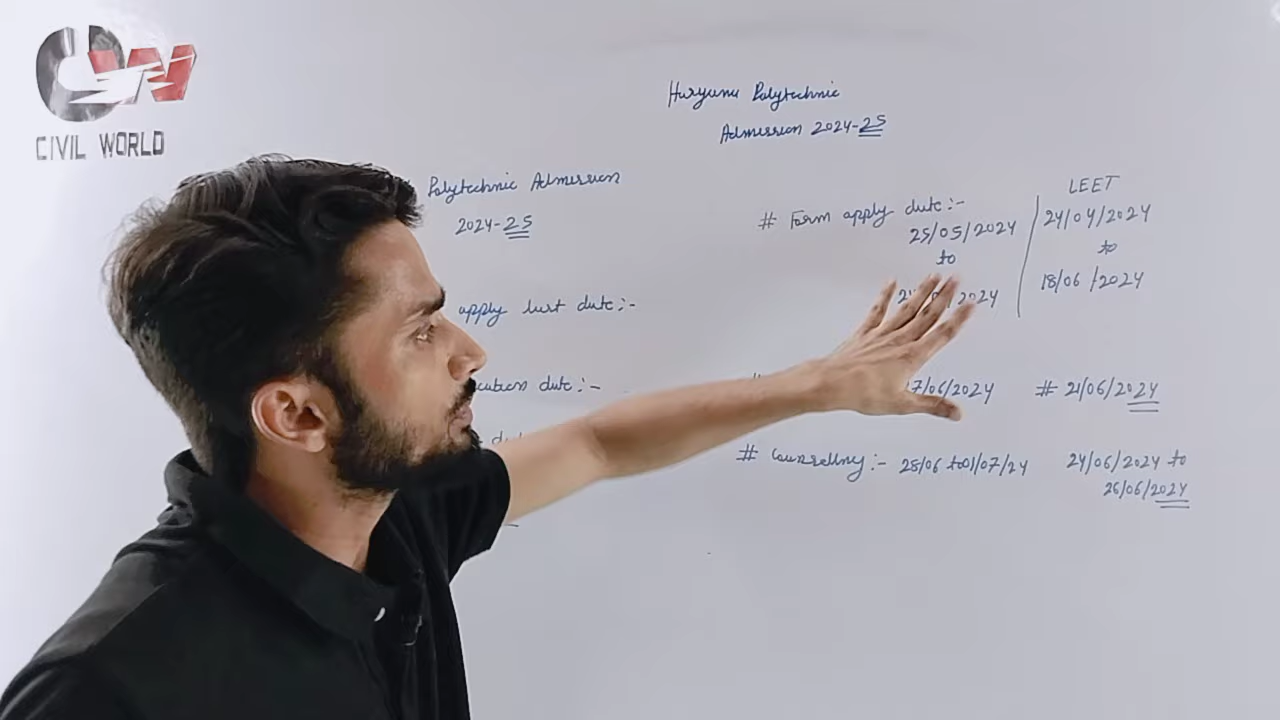 CW
CIVIL WORLD
Haryana Polytechnic
Admission 2024-25
Polytechnic Admission
2024-25
apply last date:-
date:-
# Form apply date:-
25/05/2024
to
2024
LEET
24/04/2024
to
18/06/2024
7/06/2024
# 21/06/2024
# Counselling:- 28/06 to 01/07/24
24/06/2024 to
26/06/2024